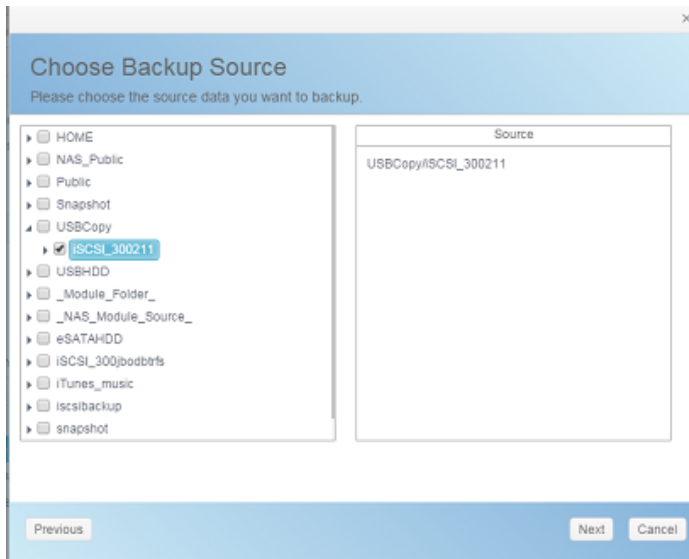 Choose Backup Source
Please choose the source data you want to backup.
HOME
NAS_Public
Public
Snapshot
USBCopy
iSCSI_300211
USBHDD
_Module_Folder_
_NAS_Module_Source_
eSATAHDD
iSCSI_300jbodbtrfs
iTunes_music
iscsibackup
snapshot
Source
USBCopy/iSCSI_300211
Previous
Next
Cancel